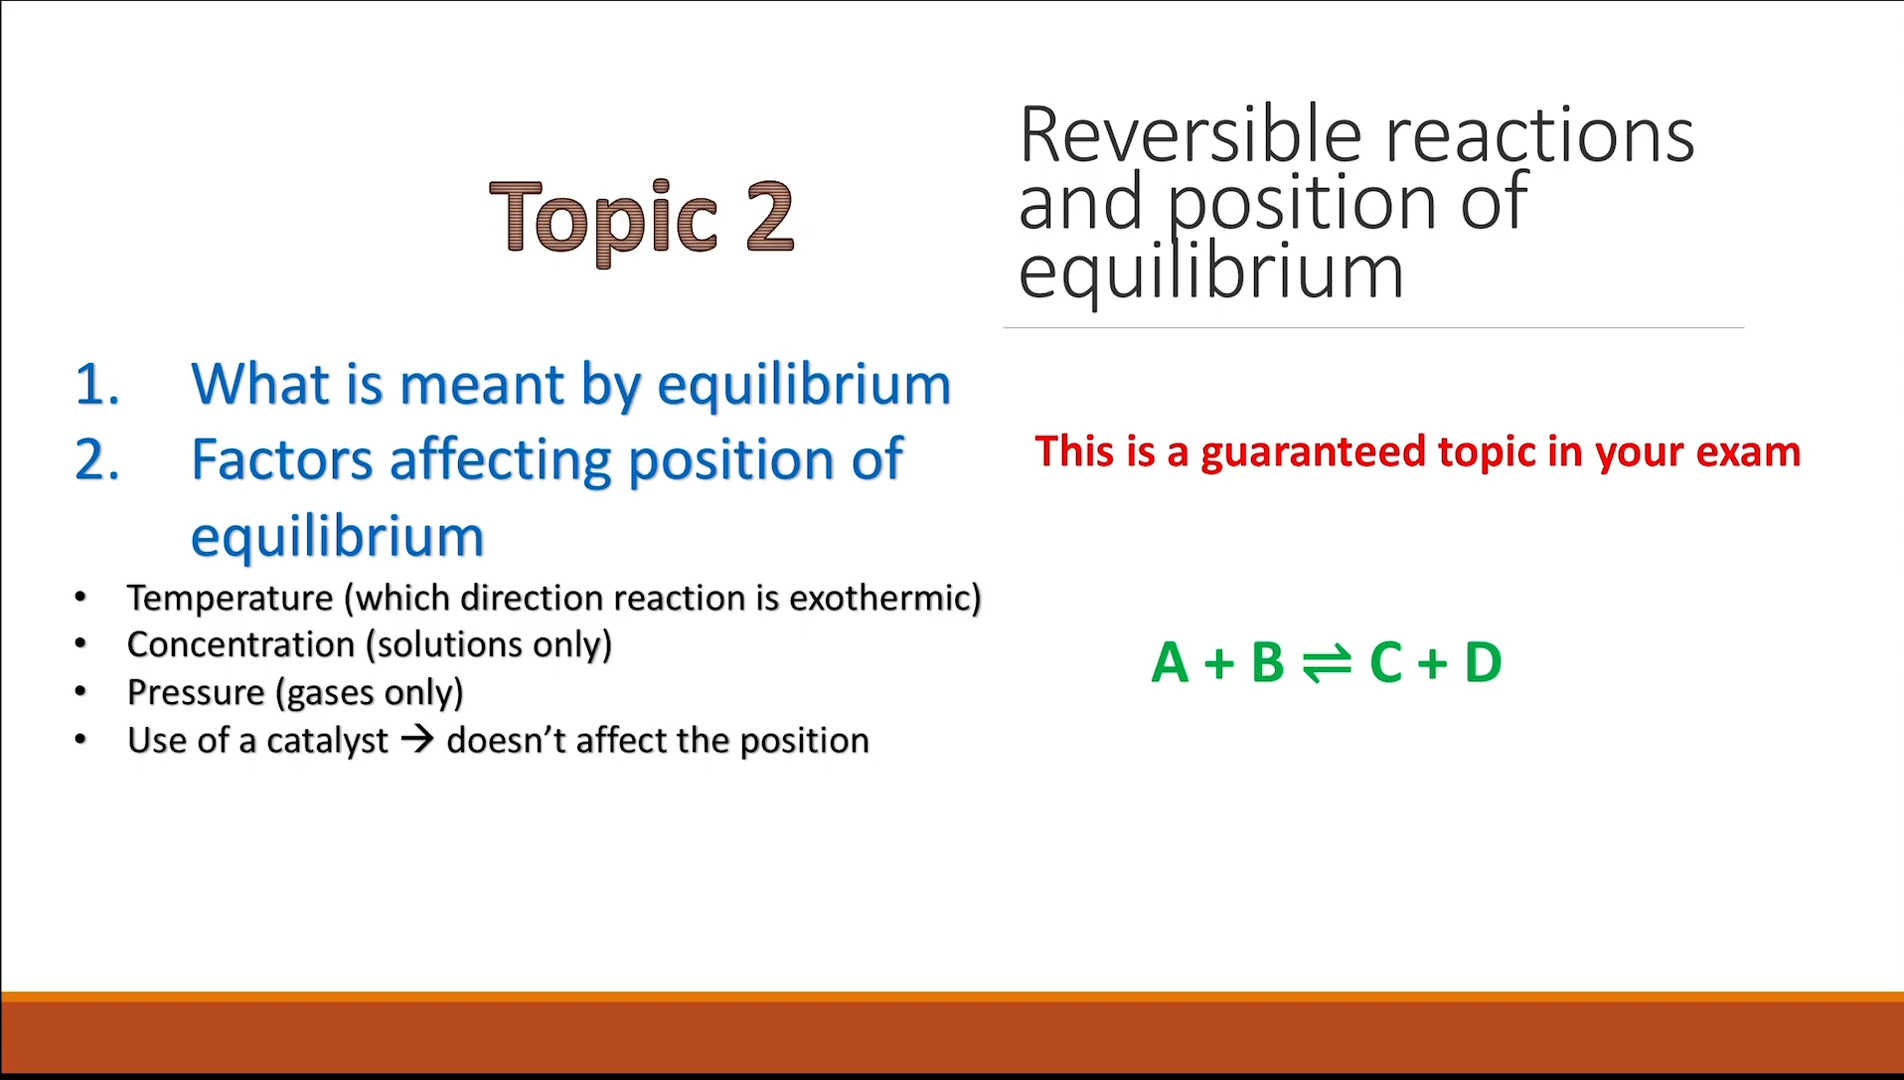 Topic 2
1. What is meant by equilibrium
2. Factors affecting position of
equilibrium
• Temperature (which direction reaction is exothermic)
• Concentration (solutions only)
• Pressure (gases only)
• Use of a catalyst → doesn’t affect the position
Reversible reactions
and position of
equilibrium
This is a guaranteed topic in your exam
A + B ⇌ C + D